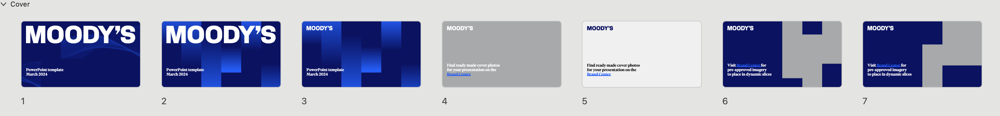 Cover
MOODY’S
PowerPoint template
March 2024
1
MOODY’S
PowerPoint template
March 2024
2
MOODY’S
PowerPoint template
March 2024
3
MOODY’S
Find ready made cover photos
for your presentation on the
Brand Center
4
MOODY’S
Find ready made cover photos
for your presentation on the
Brand Center
5
MOODY’S
Visit Brand Center for
pre-approved imagery
to place in dynamic slices
6
MOODY’S
Visit Brand Center for
pre-approved imagery
to place in dynamic slices
7